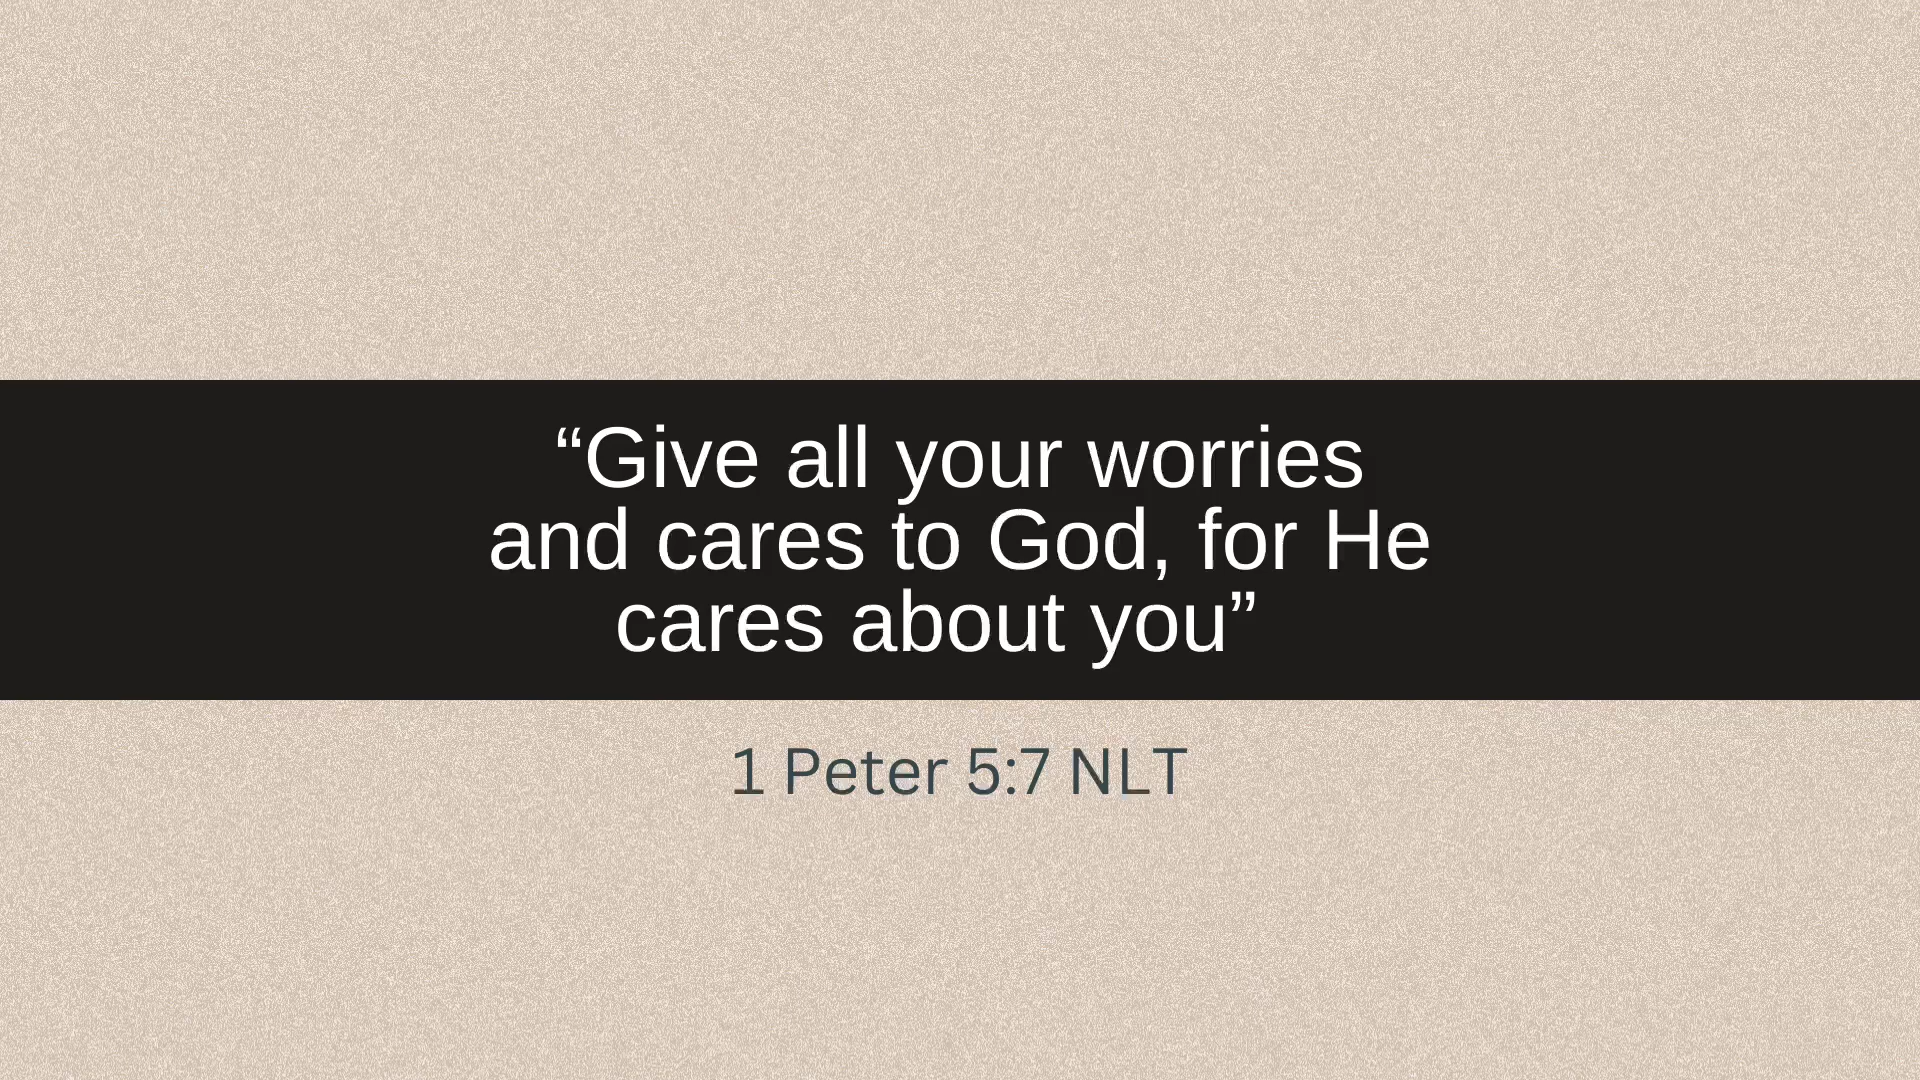 “Give all your worries
and cares to God, for He
cares about you”
1 Peter 5:7 NLT